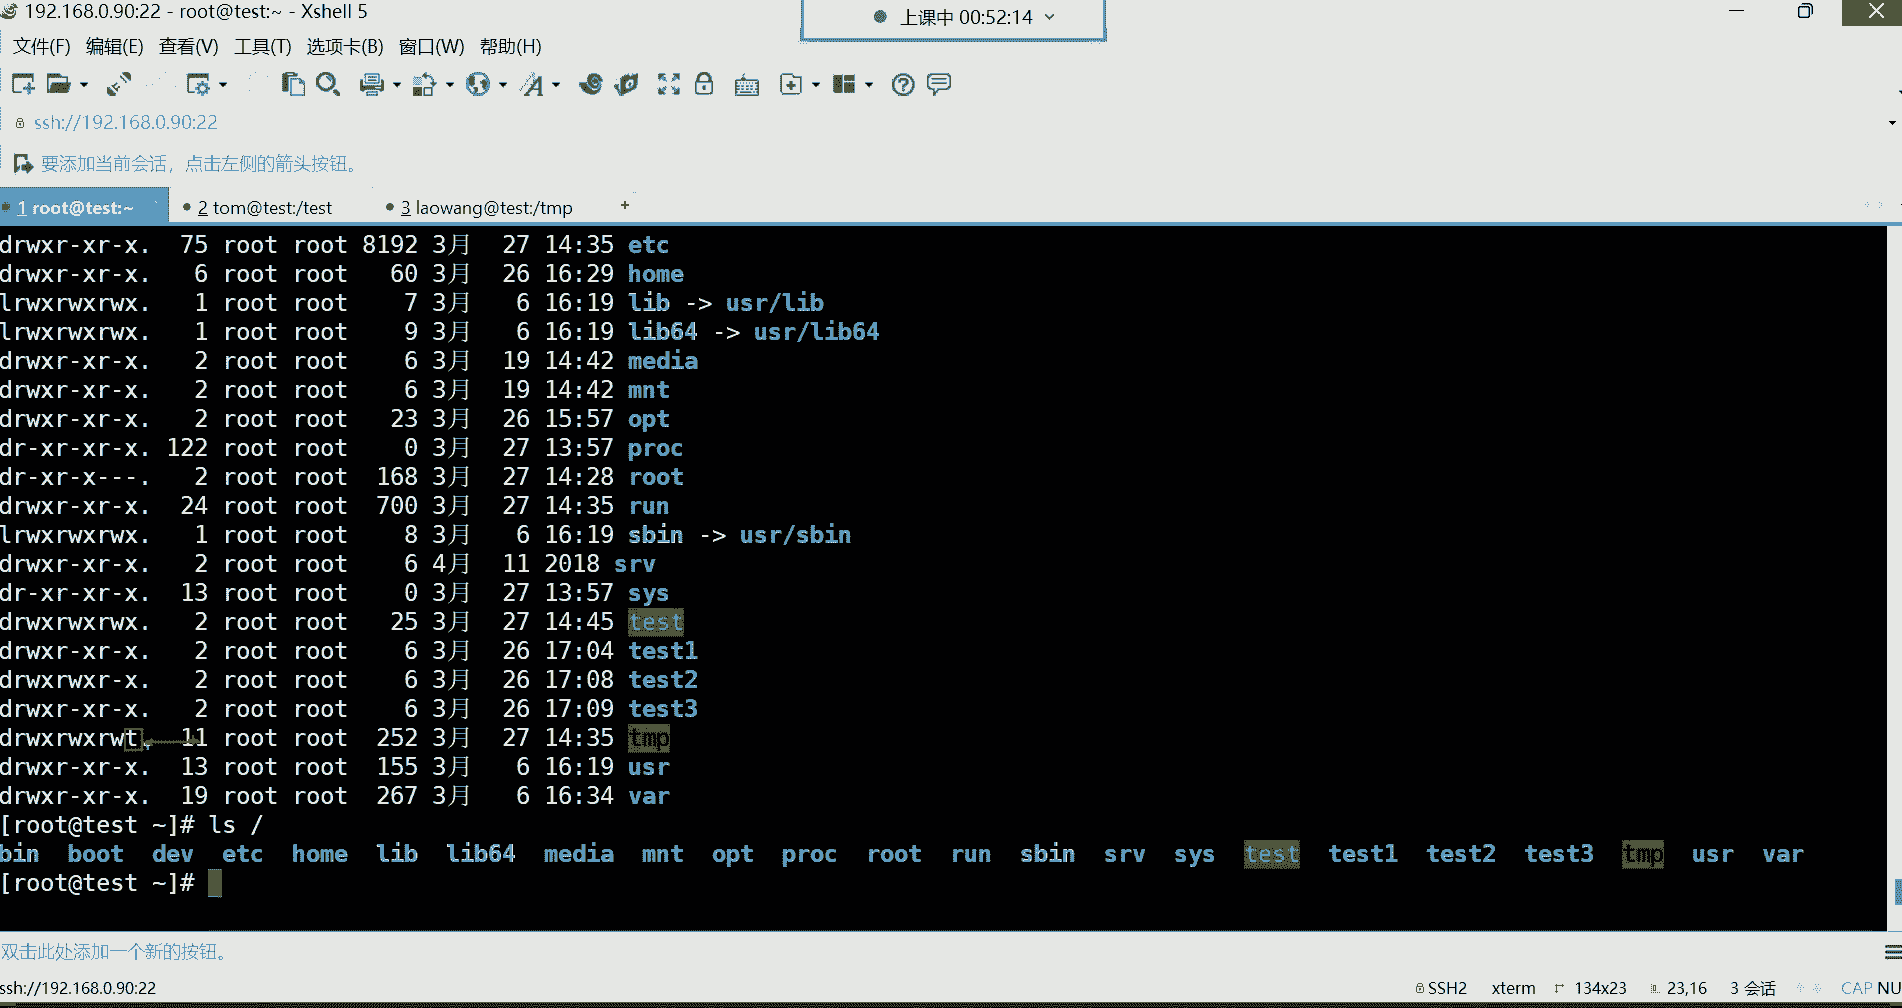 192.168.0.90:22 - root@test:~ - Xshell 5
上课中 00:52:14
文件(F) 编辑(E) 查看(V) 工具(T) 选项卡(B) 窗口(W) 帮助(H)
ssh://192.168.0.90:22
要添加当前会话，点击左侧的箭头按钮。
1 root@test:~ 2 tom@test:/test 3 laowang@test:/tmp +
drwxr-xr-x.  75 root root 8192 3月  27 14:35 etc
drwxr-xr-x.   6 root root   60 3月  26 16:29 home
lrwxrwxrwx.   1 root root    7 3月   6 16:19 lib -> usr/lib
lrwxrwxrwx.   1 root root    9 3月   6 16:19 lib64 -> usr/lib64
drwxr-xr-x.   2 root root    6 3月  19 14:42 media
drwxr-xr-x.   2 root root    6 3月  19 14:42 mnt
drwxr-xr-x.   2 root root   23 3月  26 15:57 opt
dr-xr-xr-x. 122 root root    0 3月  27 13:57 proc
dr-xr-x---.   2 root root  168 3月  27 14:28 root
drwxr-xr-x.  24 root root  700 3月  27 14:35 run
lrwxrwxrwx.   1 root root    8 3月   6 16:19 sbin -> usr/sbin
drwxr-xr-x.   2 root root    6 4月  11 2018 srv
dr-xr-xr-x.  13 root root    0 3月  27 13:57 sys
drwxrwxrwx.   2 root root   25 3月  27 14:45 test
drwxr-xr-x.   2 root root    6 3月  26 17:04 test1
drwxrwxr-x.   2 root root    6 3月  26 17:08 test2
drwxr-xr-x.   2 root root    6 3月  26 17:09 test3
drwxrwxrwt.  11 root root  252 3月  27 14:35 tmp
drwxr-xr-x.  13 root root  155 3月   6 16:19 usr
drwxr-xr-x.  19 root root  267 3月   6 16:34 var
[root@test ~]# ls /
bin  boot  dev  etc  home  lib  lib64  media  mnt  opt  proc  root  run  sbin  srv  sys  test  test1  test2  test3  tmp  usr  var
[root@test ~]#
双击此处添加一个新的按钮。
ssh://192.168.0.90:22 SSH2 xterm 134x23 23,16 3 会话 CAP NU